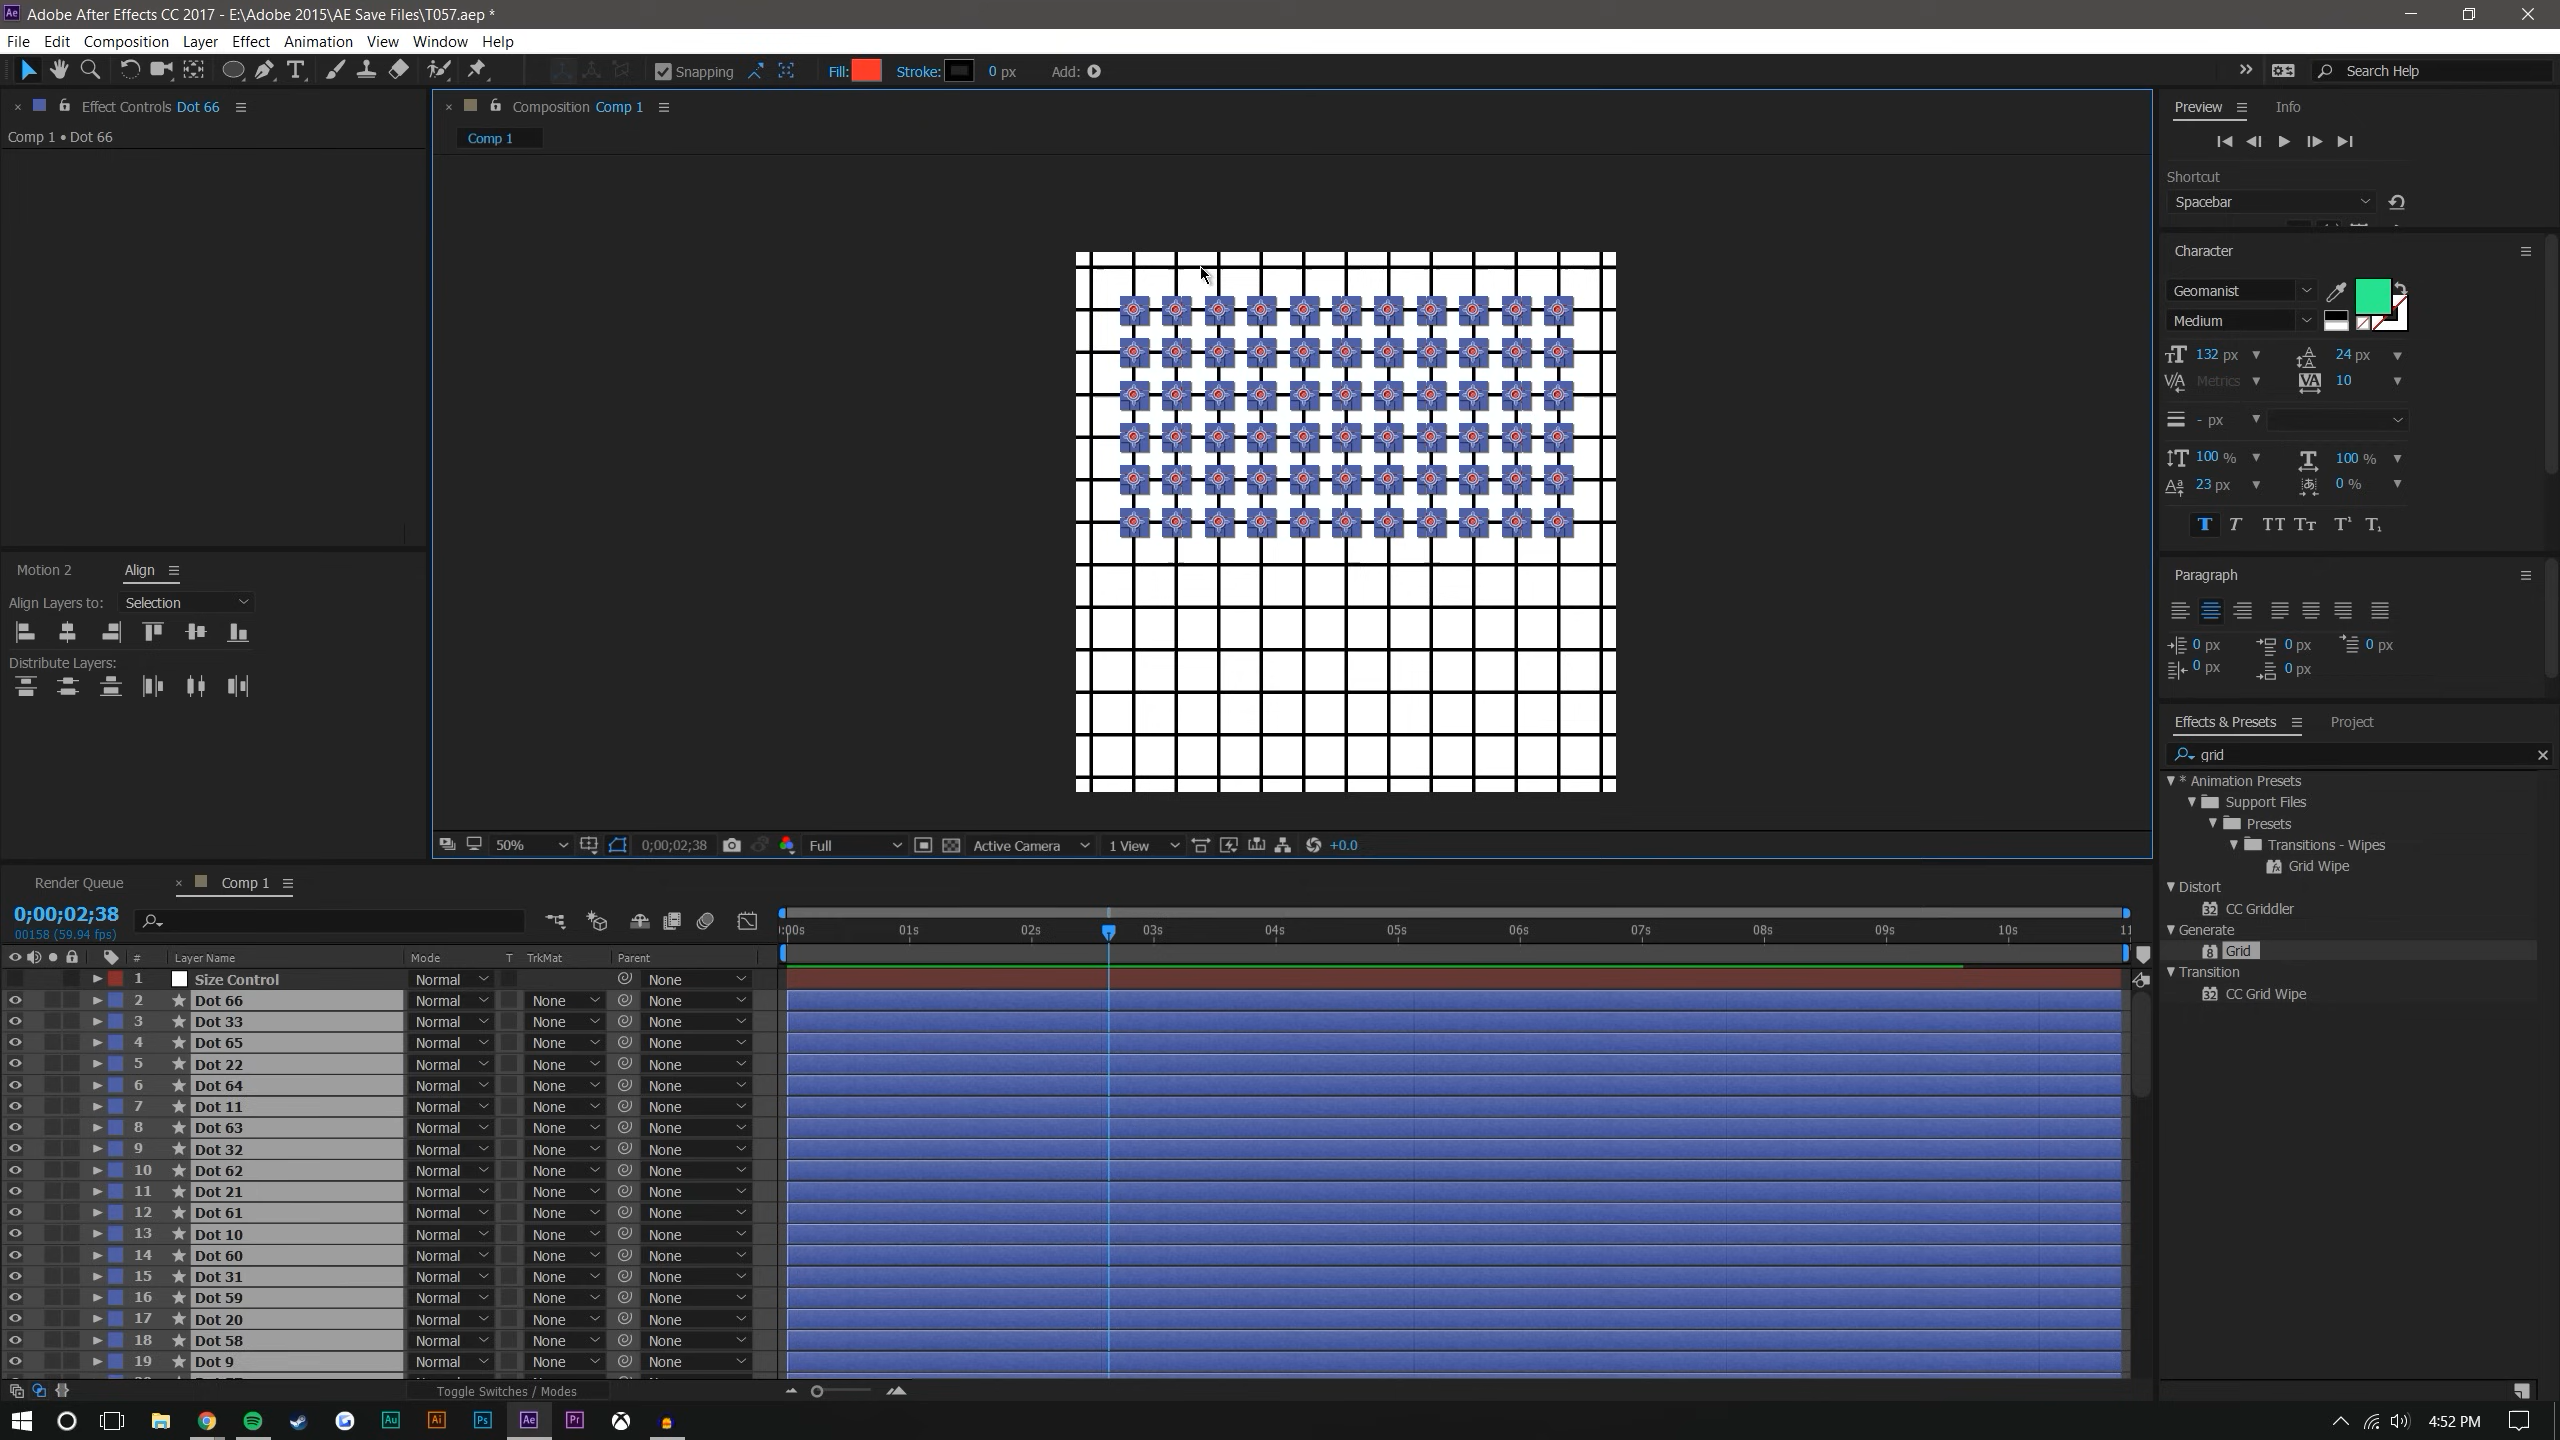 Adobe After Effects CC 2017 - E:\Adobe 2015\AE Save Files\T057.aep *
File Edit Composition Layer Effect Animation View Window Help
Snapping Fill: Stroke: 0 px Add: Search Help
Effect Controls Dot 66
Comp 1 • Dot 66
Composition Comp 1
Comp 1
Motion 2 Align
Align Layers to: Selection
Distribute Layers:
50% 0;00;02;38 Full Active Camera 1 View +0.0
Preview Info
Shortcut
Spacebar
Character
Geomanist
Medium
132 px 24 px
Metrics 10
- px
100 % 100 %
23 px 0 %
Paragraph
0 px 0 px 0 px
0 px 0 px
Effects & Presets Project
grid
* Animation Presets
Support Files
Presets
Transitions - Wipes
Grid Wipe
Distort
CC Griddler
Generate
Grid
Transition
CC Grid Wipe
Render Queue Comp 1
0;00;02;38
00158 (59.94 fps)
:00s 01s 02s 03s 04s 05s 06s 07s 08s 09s 10s 11
# Layer Name Mode T TrkMat Parent
1 Size Control Normal None
2 Dot 66 Normal None None
3 Dot 33 Normal None None
4 Dot 65 Normal None None
5 Dot 22 Normal None None
6 Dot 64 Normal None None
7 Dot 11 Normal None None
8 Dot 63 Normal None None
9 Dot 32 Normal None None
10 Dot 62 Normal None None
11 Dot 21 Normal None None
12 Dot 61 Normal None None
13 Dot 10 Normal None None
14 Dot 60 Normal None None
15 Dot 31 Normal None None
16 Dot 59 Normal None None
17 Dot 20 Normal None None
18 Dot 58 Normal None None
19 Dot 9 Normal None None
Toggle Switches / Modes
4:52 PM